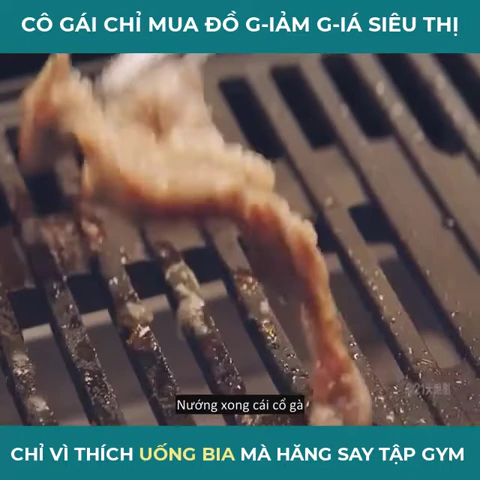 CÔ GÁI CHỈ MUA ĐỒ G-IẢM G-IÁ SIÊU THỊ
Nướng xong cái cổ gà
CHỈ VÌ THÍCH UỐNG BIA MÀ HĂNG SAY TẬP GYM